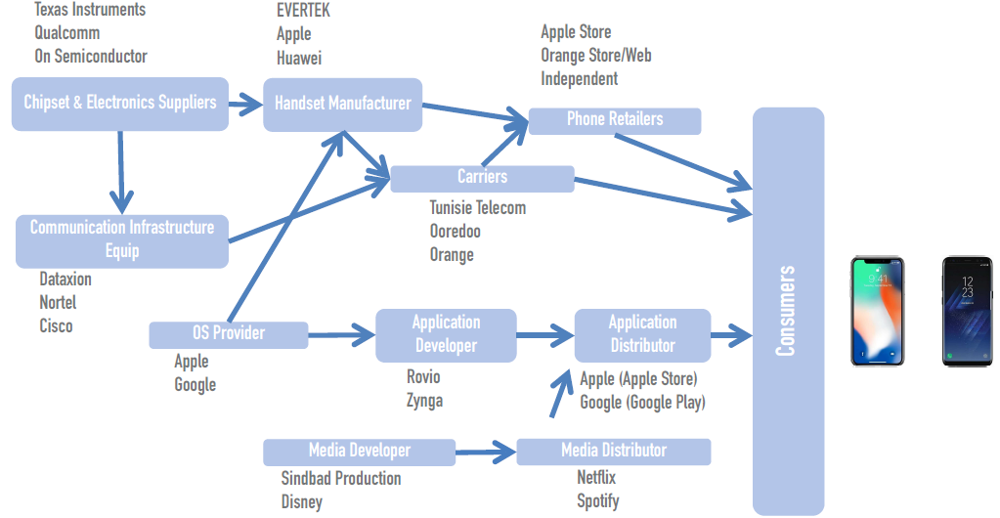 Texas Instruments
Qualcomm
On Semiconductor
EVERTEK
Apple
Huawei
Apple Store
Orange Store/Web
Independent
Chipset & Electronics Suppliers
Handset Manufacturer
Phone Retailers
Carriers
Tunisie Telecom
Ooredoo
Orange
Communication Infrastructure
Equip
Dataxion
Nortel
Cisco
OS Provider
Apple
Google
Application
Developer
Rovio
Zynga
Application
Distributor
Apple (Apple Store)
Google (Google Play)
Media Developer
Sindbad Production
Disney
Media Distributor
Netflix
Spotify
Consumers
9:41
12
23